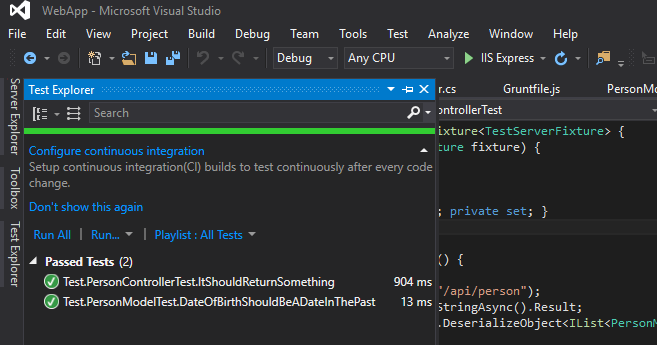 WebApp - Microsoft Visual Studio
File Edit View Project Build Debug Team Tools Test Analyze Window Help
Debug Any CPU IIS Express
Server Explorer
Toolbox
Test Explorer
Test Explorer
Search
Configure continuous integration
Setup continuous integration(CI) builds to test continuously after every code
change.
Don't show this again
Run All Run... Playlist : All Tests
Passed Tests (2)
Test.PersonControllerTest.ItShouldReturnSomething 904 ms
Test.PersonModelTest.DateOfBirthShouldBeADateInThePast 13 ms
er.cs Gruntfile.js PersonMo
ontrollerTest
ixture<TestServerFixture> {
ture fixture) {
; private set; }
() {
"/api/person");
StringAsync().Result;
.DeserializeObject<IList<PersonM